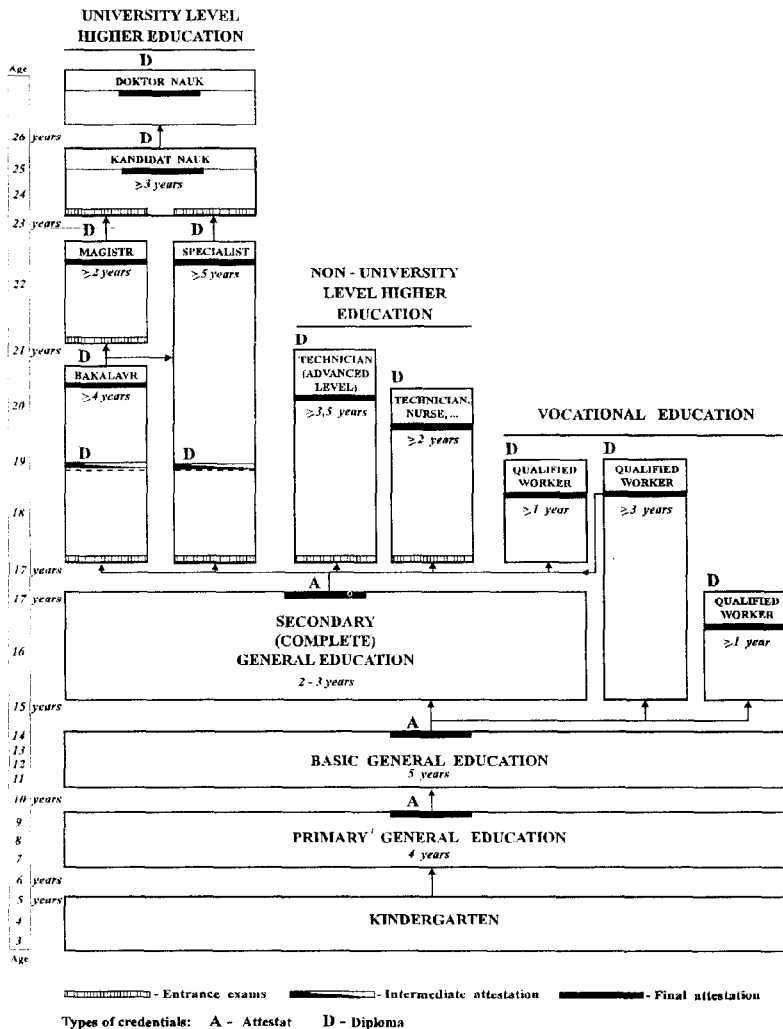 UNIVERSITY LEVEL
HIGHER EDUCATION
Age
D
DOKTOR NAUK
26 years
D
25
KANDIDAT NAUK
⩾3 years
24
years
23
D
D
MAGISTR
SPECIALIST
⩾2 years
⩾5 years
22
NON - UNIVERSITY
LEVEL HIGHER
EDUCATION
21 years
D
BAKALAVR
⩾4 years
20
D
TECHNICIAN
(ADVANCED
LEVEL)
⩾3,5 years
D
TECHNICIAN,
NURSE, ...
⩾2 years
VOCATIONAL EDUCATION
19
D
D
D
QUALIFIED
WORKER
⩾1 year
D
QUALIFIED
WORKER
⩾3 years
18
17 years
17 years
A
D
QUALIFIED
WORKER
⩾1 year
SECONDARY
(COMPLETE)
GENERAL EDUCATION
2 - 3 years
16
15 years
14
13
12
11
A
BASIC GENERAL EDUCATION
5 years
10 years
9
8
7
A
PRIMARY¹ GENERAL EDUCATION
4 years
6 years
5 years
4
3
KINDERGARTEN
Age
- Entrance exams
- Intermediate attestation
- Final attestation
Types of credentials: A - Attestat D - Diploma